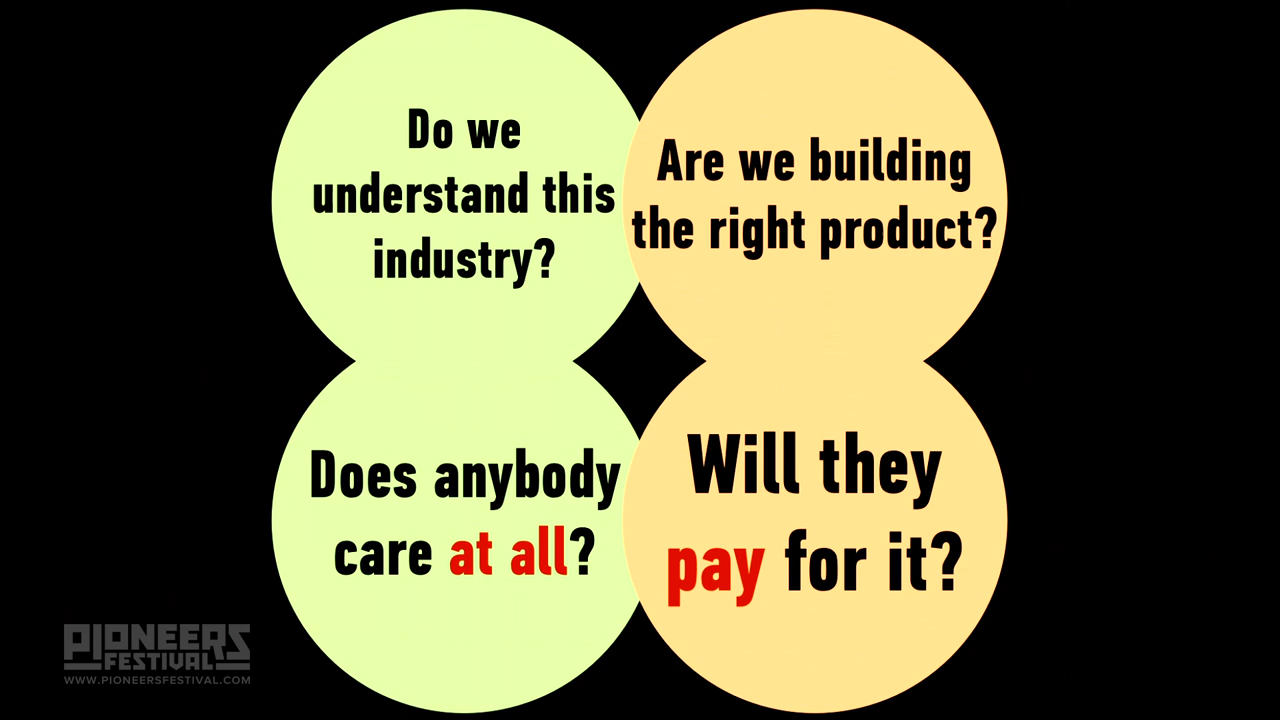 Do we
understand this
industry?
Are we building
the right product?
Does anybody
care at all?
Will they
pay for it?
PIONEERS
FESTIVAL
WWW.PIONEERSFESTIVAL.COM